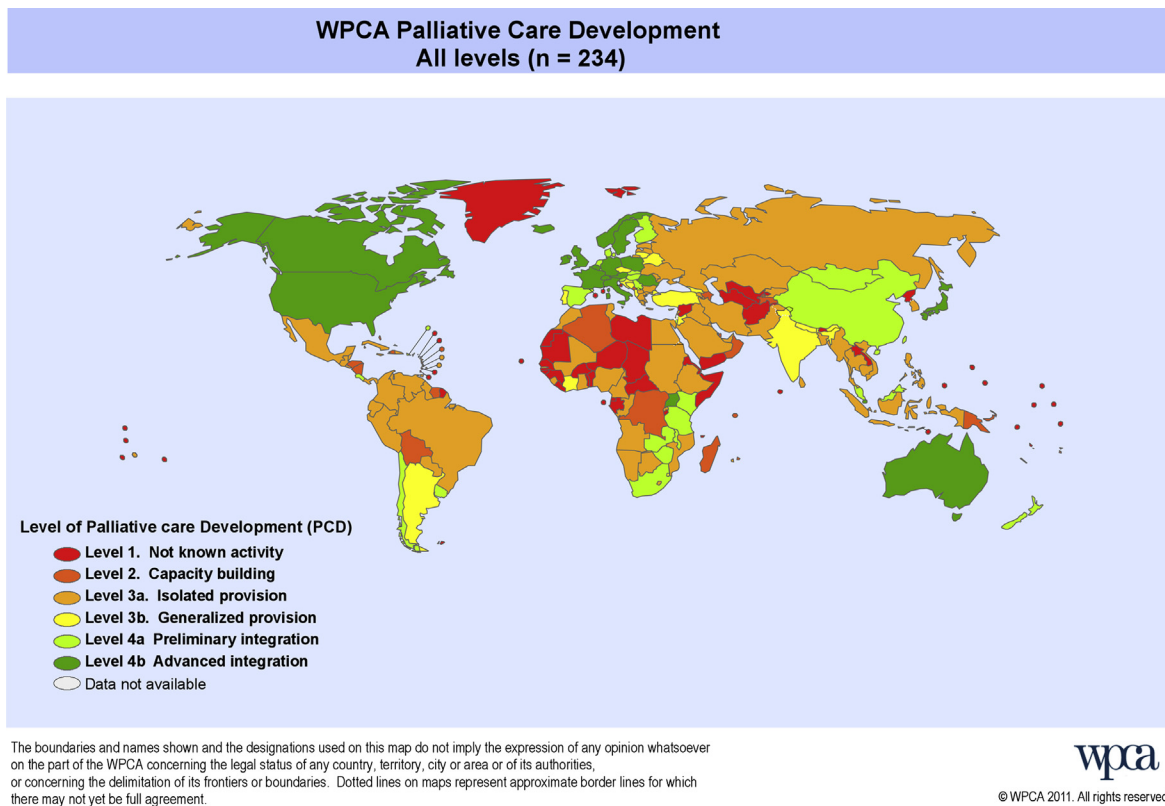 WPCA Palliative Care Development
All levels (n = 234)
Level of Palliative care Development (PCD)
Level 1. Not known activity
Level 2. Capacity building
Level 3a. Isolated provision
Level 3b. Generalized provision
Level 4a Preliminary integration
Level 4b Advanced integration
Data not available
The boundaries and names shown and the designations used on this map do not imply the expression of any opinion whatsoever
on the part of the WPCA concerning the legal status of any country, territory, city or area or of its authorities,
or concerning the delimitation of its frontiers or boundaries. Dotted lines on maps represent approximate border lines for which
there may not yet be full agreement.
wpca
© WPCA 2011. All rights reserved